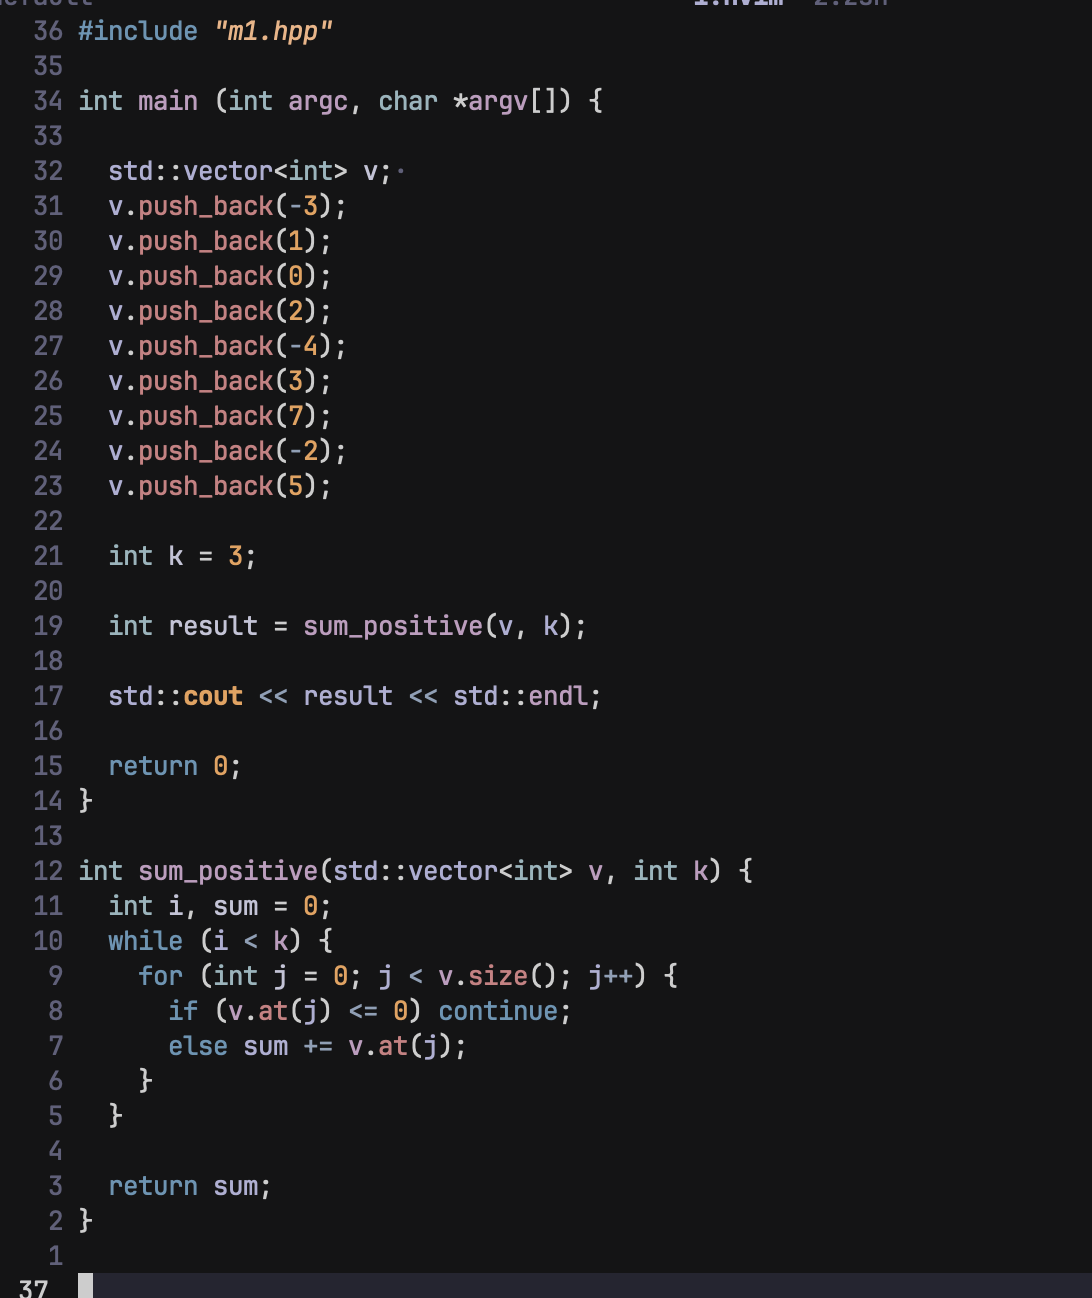 36 #include "m1.hpp"
35
34 int main (int argc, char *argv[]) {
33
32   std::vector<int> v;·
31   v.push_back(-3);
30   v.push_back(1);
29   v.push_back(0);
28   v.push_back(2);
27   v.push_back(-4);
26   v.push_back(3);
25   v.push_back(7);
24   v.push_back(-2);
23   v.push_back(5);
22
21   int k = 3;
20
19   int result = sum_positive(v, k);
18
17   std::cout << result << std::endl;
16
15   return 0;
14 }
13
12 int sum_positive(std::vector<int> v, int k) {
11   int i, sum = 0;
10   while (i < k) {
9     for (int j = 0; j < v.size(); j++) {
8       if (v.at(j) <= 0) continue;
7       else sum += v.at(j);
6     }
5   }
4
3   return sum;
2 }
1
37